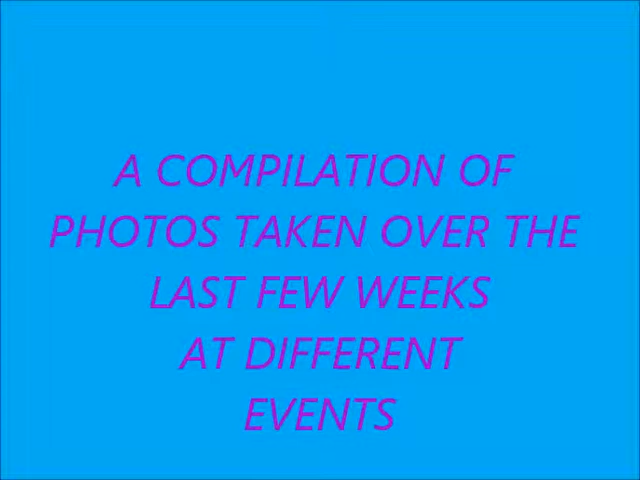 A COMPILATION OF
PHOTOS TAKEN OVER THE
LAST FEW WEEKS
AT DIFFERENT
EVENTS